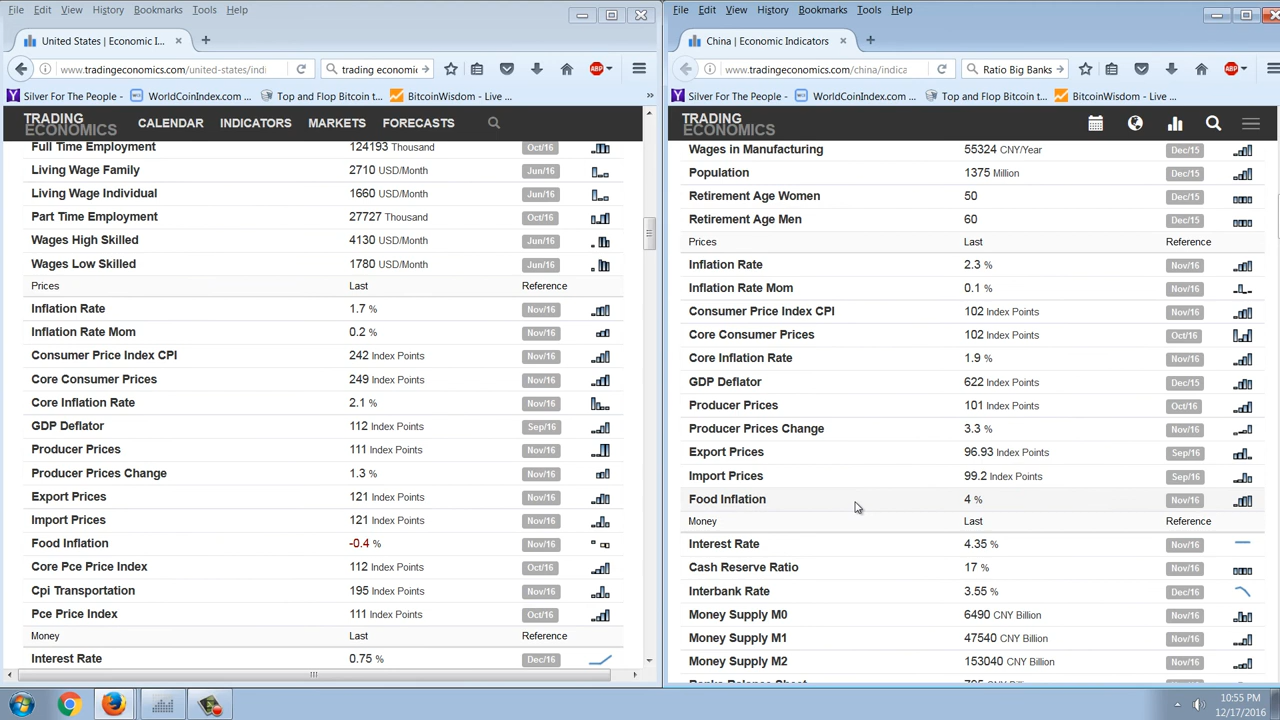 File Edit View History Bookmarks Tools Help
United States | Economic I...
www.tradingeconomics.com/united-states/indi
trading economic
ABP
Silver For The People - WorldCoinIndex.com ... Top and Flop Bitcoin t... BitcoinWisdom - Live ...
TRADING ECONOMICS CALENDAR INDICATORS MARKETS FORECASTS
Full Time Employment 124193 Thousand Oct/16
Living Wage Family 2710 USD/Month Jun/16
Living Wage Individual 1660 USD/Month Jun/16
Part Time Employment 27727 Thousand Oct/16
Wages High Skilled 4130 USD/Month Jun/16
Wages Low Skilled 1780 USD/Month Jun/16
Prices Last Reference
Inflation Rate 1.7 % Nov/16
Inflation Rate Mom 0.2 % Nov/16
Consumer Price Index CPI 242 Index Points Nov/16
Core Consumer Prices 249 Index Points Nov/16
Core Inflation Rate 2.1 % Nov/16
GDP Deflator 112 Index Points Sep/16
Producer Prices 111 Index Points Nov/16
Producer Prices Change 1.3 % Nov/16
Export Prices 121 Index Points Nov/16
Import Prices 121 Index Points Nov/16
Food Inflation -0.4 % Nov/16
Core Pce Price Index 112 Index Points Oct/16
Cpi Transportation 195 Index Points Nov/16
Pce Price Index 111 Index Points Oct/16
Money Last Reference
Interest Rate 0.75 % Dec/16
File Edit View History Bookmarks Tools Help
China | Economic Indicators
www.tradingeconomics.com/china/indica
Ratio Big Banks
ABP
Silver For The People - WorldCoinIndex.com ... Top and Flop Bitcoin t... BitcoinWisdom - Live ...
TRADING ECONOMICS
Wages in Manufacturing 55324 CNY/Year Dec/15
Population 1375 Million Dec/15
Retirement Age Women 50 Dec/15
Retirement Age Men 60 Dec/15
Prices Last Reference
Inflation Rate 2.3 % Nov/16
Inflation Rate Mom 0.1 % Nov/16
Consumer Price Index CPI 102 Index Points Nov/16
Core Consumer Prices 102 Index Points Oct/16
Core Inflation Rate 1.9 % Nov/16
GDP Deflator 622 Index Points Dec/15
Producer Prices 101 Index Points Oct/16
Producer Prices Change 3.3 % Nov/16
Export Prices 96.93 Index Points Sep/16
Import Prices 99.2 Index Points Sep/16
Food Inflation 4 % Nov/16
Money Last Reference
Interest Rate 4.35 % Nov/16
Cash Reserve Ratio 17 % Nov/16
Interbank Rate 3.55 % Dec/16
Money Supply M0 6490 CNY Billion Nov/16
Money Supply M1 47540 CNY Billion Nov/16
Money Supply M2 153040 CNY Billion Nov/16
10:55 PM
12/17/2016